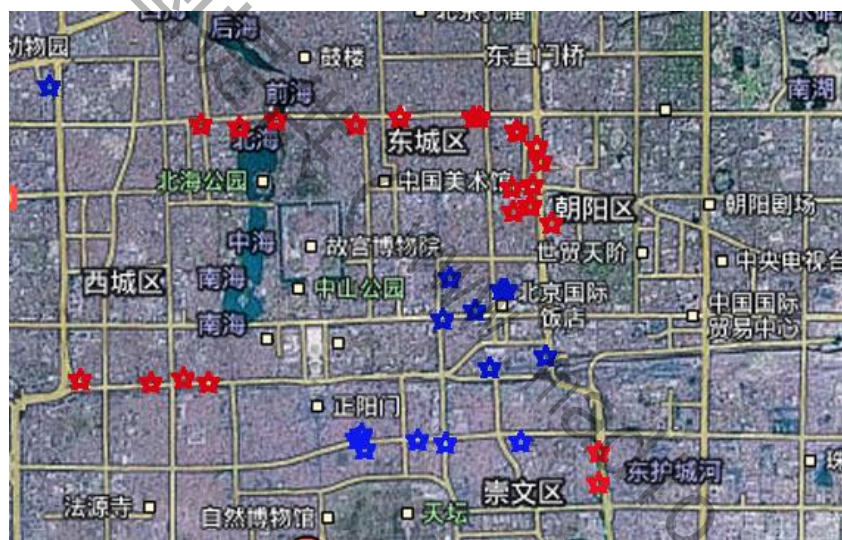 后海
动物园
鼓楼
东直门桥
南湖
前海
北海
东城区
北海公园
中国美术馆
朝阳区
朝阳剧场
中海
故宫博物院
世贸天阶
中央电视台
西城区
南海
中山公园
北京国际
饭店
中国国际
贸易中心
南海
正阳门
东护城河
珠
崇文区
法源寺
自然博物馆
天坛